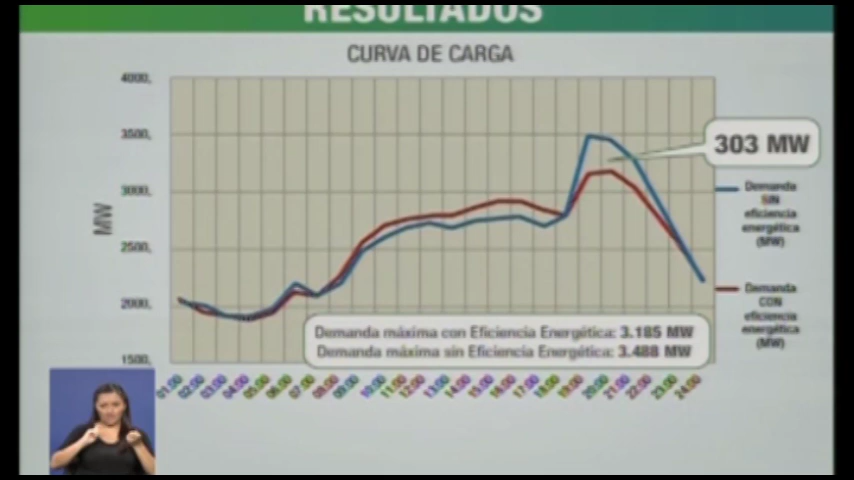 RESULTADOS
CURVA DE CARGA
4000,
3500,
3000,
2500,
2000,
1500,
MW
303 MW
Demanda
SIN
eficiencia
energética
(MW)
Demanda
CON
eficiencia
energética
(MW)
Demanda máxima con Eficiencia Energética: 3.185 MW
Demanda máxima sin Eficiencia Energética: 3.488 MW
01:00 02:00 03:00 04:00 05:00 06:00 07:00 08:00 09:00 10:00 11:00 12:00 13:00 14:00 15:00 16:00 17:00 18:00 19:00 20:00 21:00 22:00 23:00 24:00